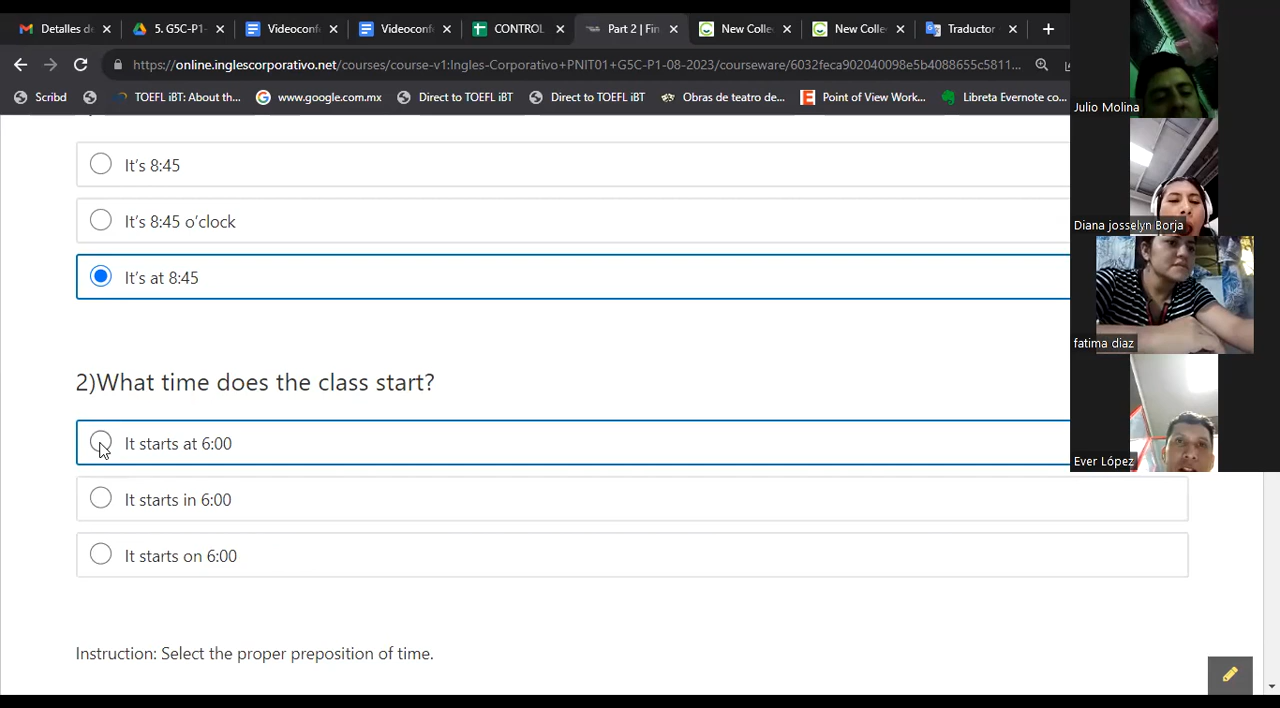 Detalles de
5. G5C-P1-
Videoconf
Videoconf
CONTROL
Part 2 | Fin
New Colle
New Colle
Traductor
https://online.inglescorporativo.net/courses/course-v1:Ingles-Corporativo+PNIT01+G5C-P1-08-2023/courseware/6032feca902040098e5b4088655c5811...
Scribd
TOEFL iBT: About th...
www.google.com.mx
Direct to TOEFL iBT
Direct to TOEFL iBT
Obras de teatro de...
Point of View Work...
Libreta Evernote co...
Julio Molina
It's 8:45
It’s 8:45 o’clock
Diana josselyn Borja
It’s at 8:45
fatima diaz
2)What time does the class start?
It starts at 6:00
Ever López
It starts in 6:00
It starts on 6:00
Instruction: Select the proper preposition of time.